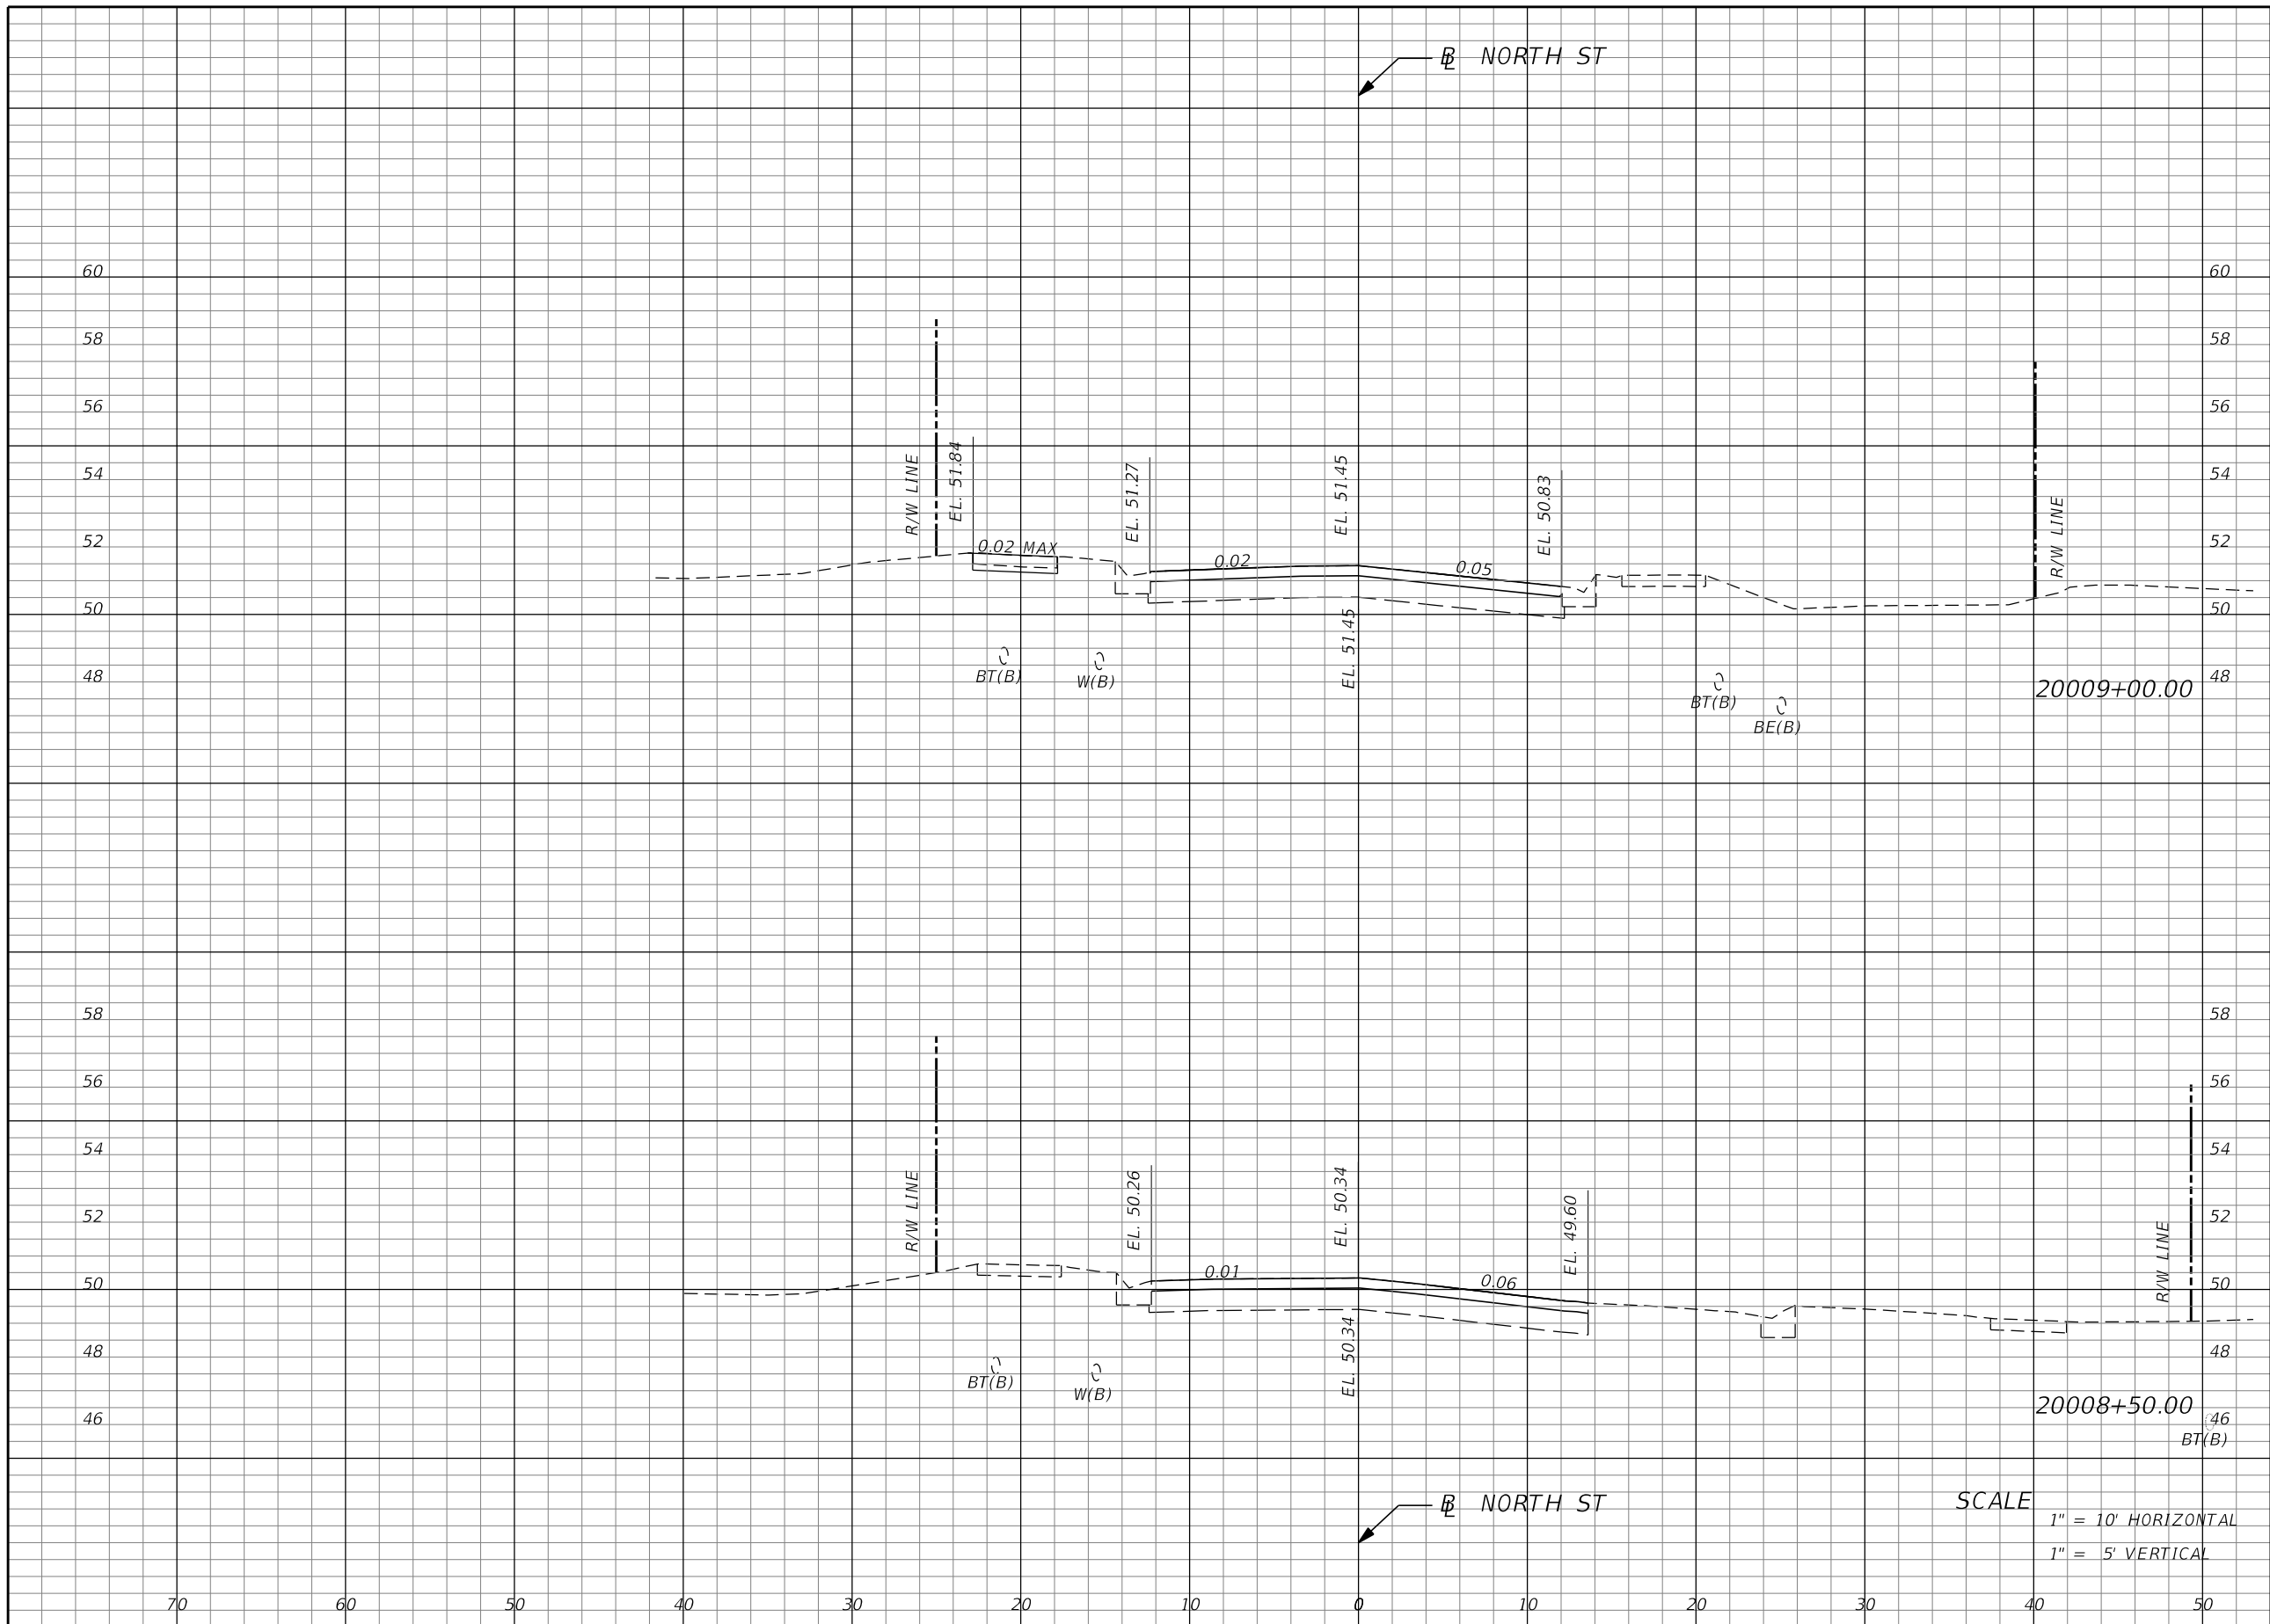 BL NORTH ST
60 60
58 58
56 56
54 54
52 52
50 50
48 48
R/W LINE
EL. 51.84
EL. 51.27
EL. 51.45
EL. 50.83
R/W LINE
0.02 MAX
0.02
0.05
EL. 51.45
BT(B)
W(B)
BT(B)
BE(B)
20009+00.00
58 58
56 56
54 54
52 52
50 50
48 48
46 46
R/W LINE
EL. 50.26
EL. 50.34
EL. 49.60
R/W LINE
0.01
0.06
EL. 50.34
BT(B)
W(B)
20008+50.00
BT(B)
BL NORTH ST
SCALE
1" = 10' HORIZONTAL
1" = 5' VERTICAL
70 60 50 40 30 20 10 0 10 20 30 40 50